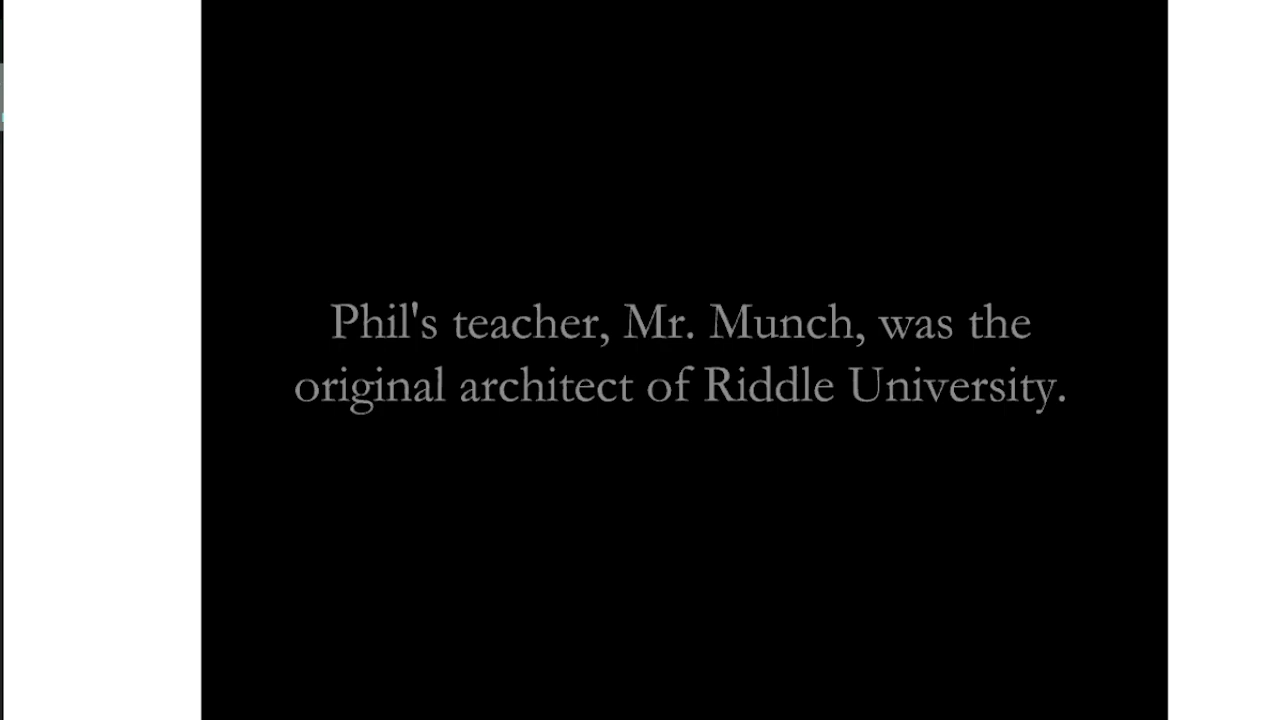 Phil's teacher, Mr. Munch, was the
original architect of Riddle University.